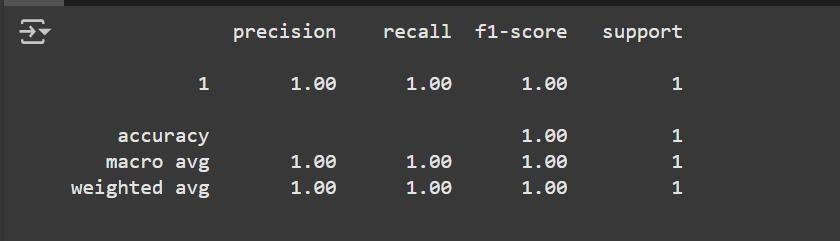 precision recall f1-score support
1 1.00 1.00 1.00 1
accuracy 1.00 1
macro avg 1.00 1.00 1.00 1
weighted avg 1.00 1.00 1.00 1